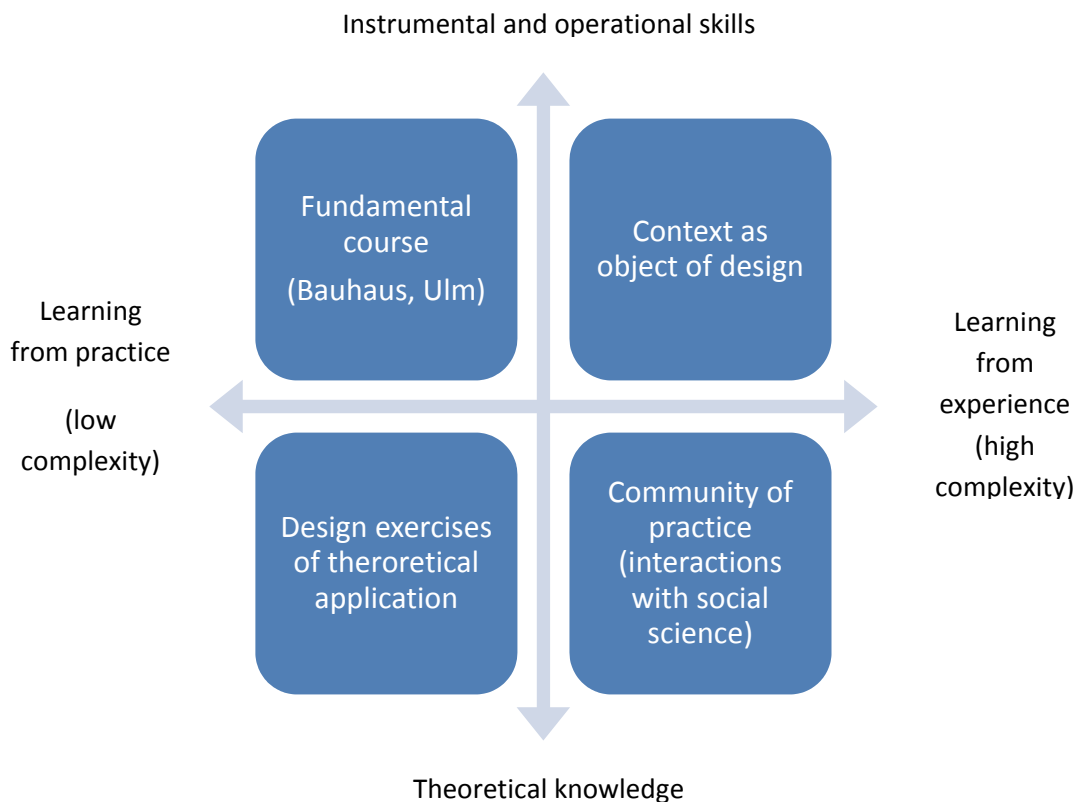 Instrumental and operational skills
Fundamental
course
(Bauhaus, Ulm)
Context as
object of design
Learning
from practice
(low
complexity)
Learning
from
experience
(high
complexity)
Design exercises
of theroretical
application
Community of
practice
(interactions
with social
science)
Theoretical knowledge